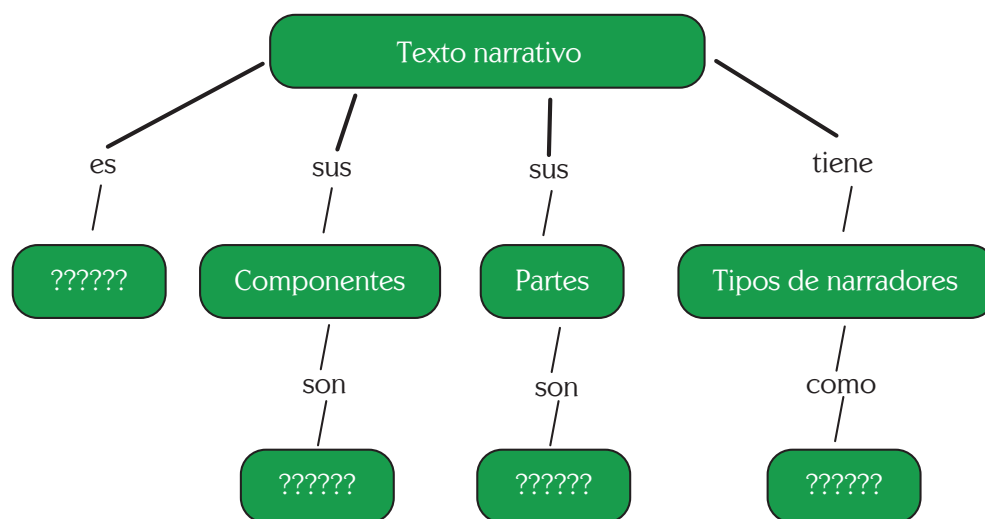 Texto narrativo
es
sus
sus
tiene
??????
Componentes
Partes
Tipos de narradores
son
son
como
??????
??????
??????